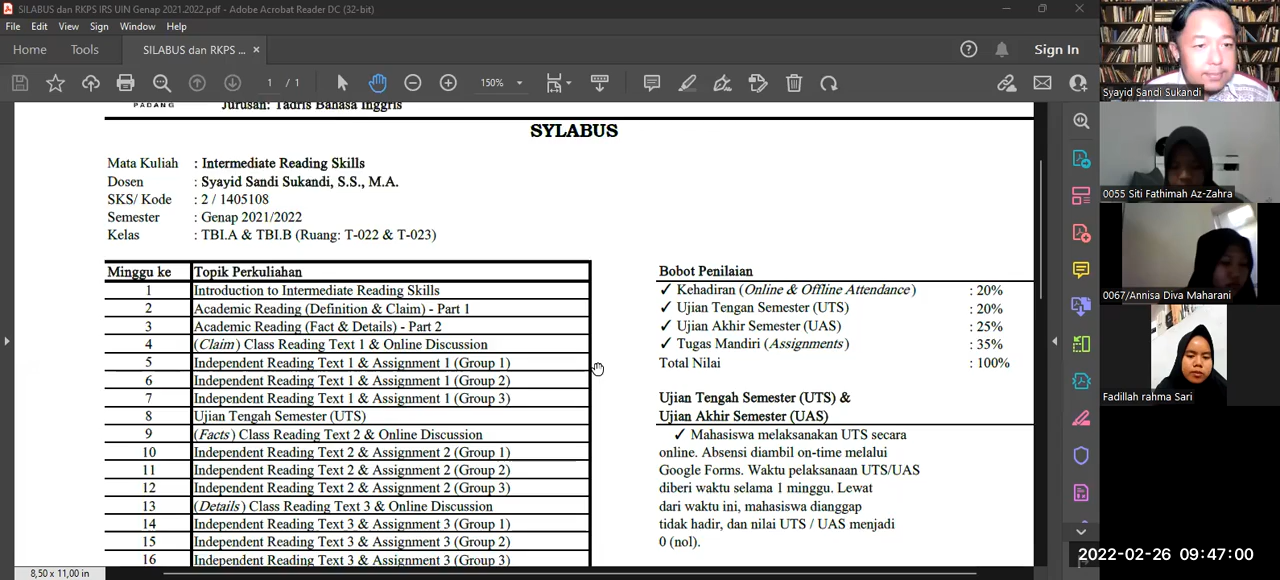 SILABUS dan RKPS IRS UIN Genap 2021.2022.pdf - Adobe Acrobat Reader DC (32-bit)
File Edit View Sign Window Help
Home Tools SILABUS dan RKPS ... × Sign In
1 / 1 150%
PADANG Jurusan: Tadris Bahasa Inggris
SYLABUS
Mata Kuliah : Intermediate Reading Skills
Dosen : Syayid Sandi Sukandi, S.S., M.A.
SKS/ Kode : 2 / 1405108
Semester : Genap 2021/2022
Kelas : TBI.A & TBI.B (Ruang: T-022 & T-023)
Minggu ke Topik Perkuliahan
1 Introduction to Intermediate Reading Skills
2 Academic Reading (Definition & Claim) - Part 1
3 Academic Reading (Fact & Details) - Part 2
4 (Claim) Class Reading Text 1 & Online Discussion
5 Independent Reading Text 1 & Assignment 1 (Group 1)
6 Independent Reading Text 1 & Assignment 1 (Group 2)
7 Independent Reading Text 1 & Assignment 1 (Group 3)
8 Ujian Tengah Semester (UTS)
9 (Facts) Class Reading Text 2 & Online Discussion
10 Independent Reading Text 2 & Assignment 2 (Group 1)
11 Independent Reading Text 2 & Assignment 2 (Group 2)
12 Independent Reading Text 2 & Assignment 2 (Group 3)
13 (Details) Class Reading Text 3 & Online Discussion
14 Independent Reading Text 3 & Assignment 3 (Group 1)
15 Independent Reading Text 3 & Assignment 3 (Group 2)
16 Independent Reading Text 3 & Assignment 3 (Group 3)
Bobot Penilaian
✓ Kehadiran (Online & Offline Attendance) : 20%
✓ Ujian Tengan Semester (UTS) : 20%
✓ Ujian Akhir Semester (UAS) : 25%
✓ Tugas Mandiri (Assignments) : 35%
Total Nilai : 100%
Ujian Tengah Semester (UTS) &
Ujian Akhir Semester (UAS)
✓ Mahasiswa melaksanakan UTS secara
online. Absensi diambil on-time melalui
Google Forms. Waktu pelaksanaan UTS/UAS
diberi waktu selama 1 minggu. Lewat
dari waktu ini, mahasiswa dianggap
tidak hadir, dan nilai UTS / UAS menjadi
0 (nol).
8,50 x 11,00 in
Syayid Sandi Sukandi
0055 Siti Fathimah Az-Zahra
0067/Annisa Diva Maharani
Fadillah rahma Sari
2022-02-26 09:47:00